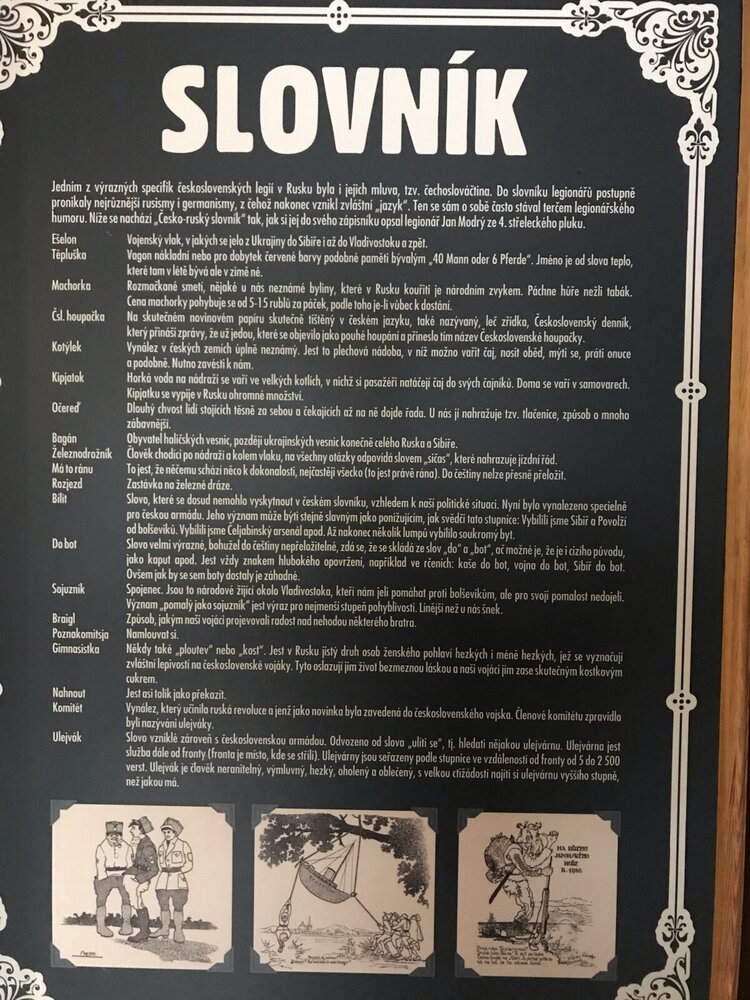 SLOVNÍK
Jedním z výrazných specifik československých legií v Rusku byla i jejich mluva, tzv. čechoslováčtina. Do slovníku legionářů postupně
pronikaly nejrůznější rusismy i germanismy, z čehož nakonec vznikl zvláštní „jazyk“. Ten se sám o sobě často stával terčem legionářského
humoru. Níže se nachází „Česko-ruský slovník“ tak, jak si jej do svého zápisníku opsal legionář Jan Modrý ze 4. střeleckého pluku.
Ešelon Vojenský vlak, v jakých se jelo z Ukrajiny do Sibiře i až do Vladivostoku a zpět.
Těpluška Vagon nákladní nebo pro dobytek červené barvy podobné paměti bývalým „40 Mann oder 6 Pferde“. Jméno je od slova teplo,
které tam v létě bývá ale v zimě né.
Machorka Rozmačkané smetí, nějaké u nás neznámé byliny, které v Rusku kouřiti je národním zvykem. Páchne hůře nežli tabák.
Cena machorky pohybuje se od 5-15 rublů za páček, podle toho je-li vůbec k dostání.
Čsl. houpačka Na skutečném novinovém papíru skutečně tištěný v českém jazyku, také nazývaný, leč zřídka, Československý denník,
který přináší zprávy, že už jedou, které se objevilo jako pouhé houpání a přineslo tím název Československé houpačky.
Kotýlek Vynález v českých zemích úplně neznámý. Jest to plechová nádoba, v níž možno vařit čaj, nosit oběd, mýti se, práti onuce
a podobně. Nutno zavésti k nám.
Kipjatok Horká voda na nádraží se vaří ve velkých kotlích, v nichž si pasažéři natáčejí čaj do svých čajníků. Doma se vaří v samovarech.
Kipjatku se vypije v Rusku ohromné množství.
Očereď Dlouhý chvost lidí stojících těsně za sebou a čekajících až na ně dojde řada. U nás jí nahražuje tzv. tlačenice, způsob o mnoho
zábavnější.
Bagán Obyvatel haličských vesnic, později ukrajinských vesnic konečně celého Ruska a Sibiře.
Železnodrožník Člověk chodící po nádraží a kolem vlaku, na všechny otázky odpovídá slovem „sičas“, které nahrazuje jízdní řád.
Má to ránu To jest, že něčemu schází něco k dokonalosti, nejčastěji všecko (to jest právě rána). Do češtiny nelze přesně přeložit.
Rozjezd Zastávka na železné dráze.
Bílit Slovo, které se dosud nemohlo vyskytnout v českém slovníku, vzhledem k naší politické situaci. Nyní bylo vynalezeno specielně
pro českou armádu. Jeho význam může býti stejně slavným jako ponižujícím, jak svědčí tato stupnice: Vybílili jsme Sibiř a Povolží
od bolševíků. Vybílili jsme Čeljabinský arsenál apod. Až nakonec několik lumpů vybílilo soukromý byt.
Do bot Slovo velmi výrazné, bohužel do češtiny nepřeložitelné, zdá se, že se skládá ze slov „do“ a „bot“, ač možné je, že je i cizího původu,
jako kaput apod. Jest vždy znakem hlubokého opovržení, například ve rčeních: kaše do bot, vojna do bot, Sibiř do bot.
Ovšem jak by se sem boty dostaly je záhadné.
Sojuzník Spojenec. Jsou to národové žijící okolo Vladivostoka, kteří nám jeli pomáhat proti bolševikům, ale pro svojí pomalost nedojeli.
Význam „pomalý jako sojuzník“ jest výraz pro nejmenší stupeň pohyblivosti. Línější než u nás šnek.
Braigl Způsob, jakým naši vojáci projevovali radost nad nehodou některého bratra.
Poznakomitsja Namlouvat si.
Gimnasistka Někdy také „ploutev“ nebo „kost“. Jest v Rusku jistý druh osob ženského pohlaví hezkých i méně hezkých, jež se vyznačují
zvláštní lepivostí na československé vojáky. Tyto oslazují jim život bezmeznou láskou a naši vojáci jim zase skutečným kostkovým
cukrem.
Nahnout Jest asi tolik jako překazit.
Komitét Vynález, který učinila ruská revoluce a jenž jako novinka byla zavedená do československého vojska. Členové komitétu zpravidla
byli nazýváni ulejváky.
Ulejvák Slovo vzniklé zároveň s československou armádou. Odvozeno od slova „ulíti se“, tj. hledati nějakou ulejvárnu. Ulejvárna jest
služba dále od fronty (fronta je místo, kde se střílí). Ulejvárny jsou seřazeny podle stupnice ve vzdálenosti od fronty od 5 do 2 500
verst. Ulejvák je člověk neranitelný, výmluvný, hezký, oholený a oblečený, s velkou ctižádostí najíti si ulejvárnu vyššího stupně,
než jakou má.
NA BŘEHU
JAPONSKÉHO
MOŘE
R. 1980.